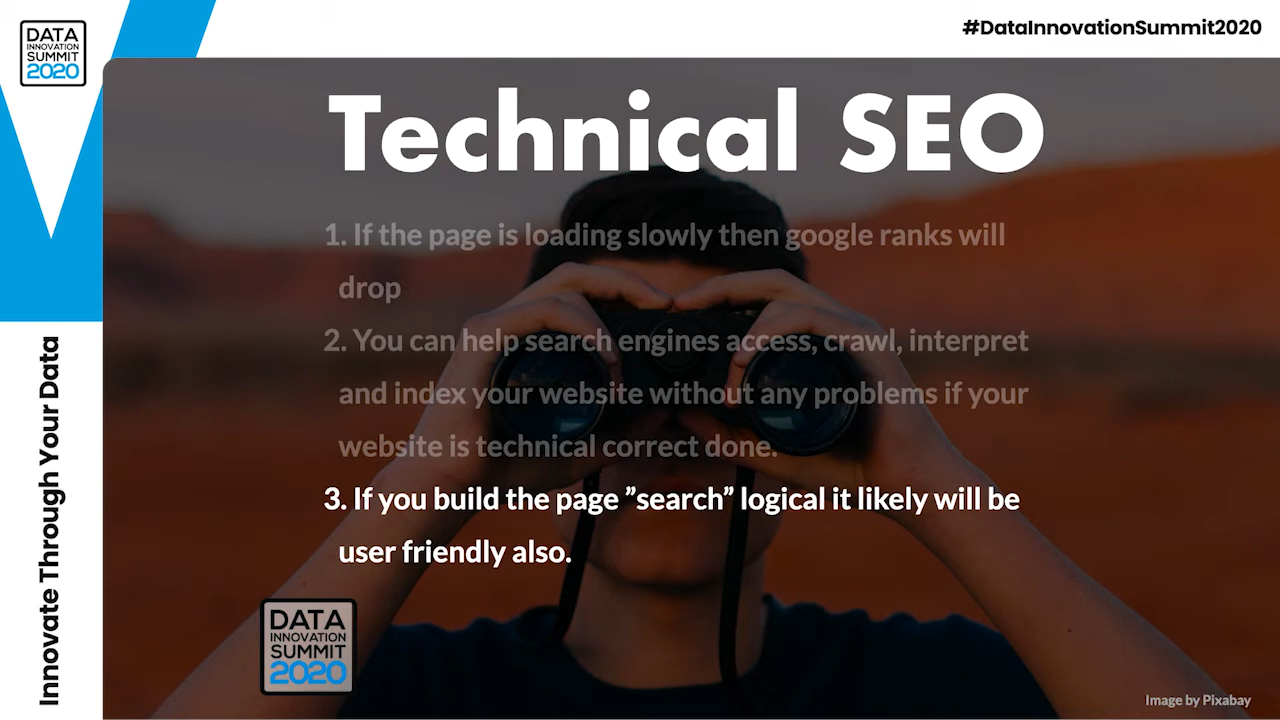 DATA
INNOVATION
SUMMIT
2020
#DataInnovationSummit2020
Innovate Through Your Data
Technical SEO
1. If the page is loading slowly then google ranks will
drop
2. You can help search engines access, crawl, interpret
and index your website without any problems if your
website is technical correct done.
3. If you build the page ”search” logical it likely will be
user friendly also.
DATA
INNOVATION
SUMMIT
2020
Image by Pixabay